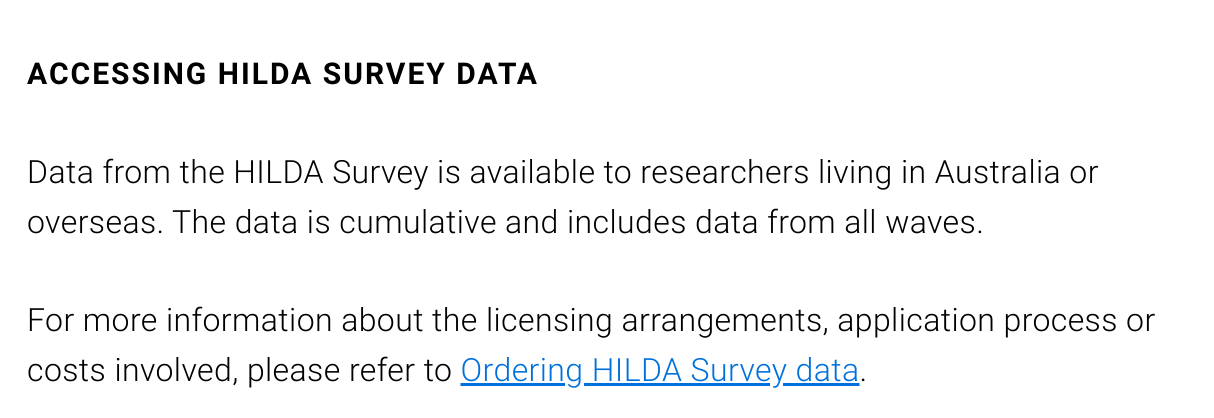 ACCESSING HILDA SURVEY DATA
Data from the HILDA Survey is available to researchers living in Australia or
overseas. The data is cumulative and includes data from all waves.
For more information about the licensing arrangements, application process or
costs involved, please refer to Ordering HILDA Survey data.